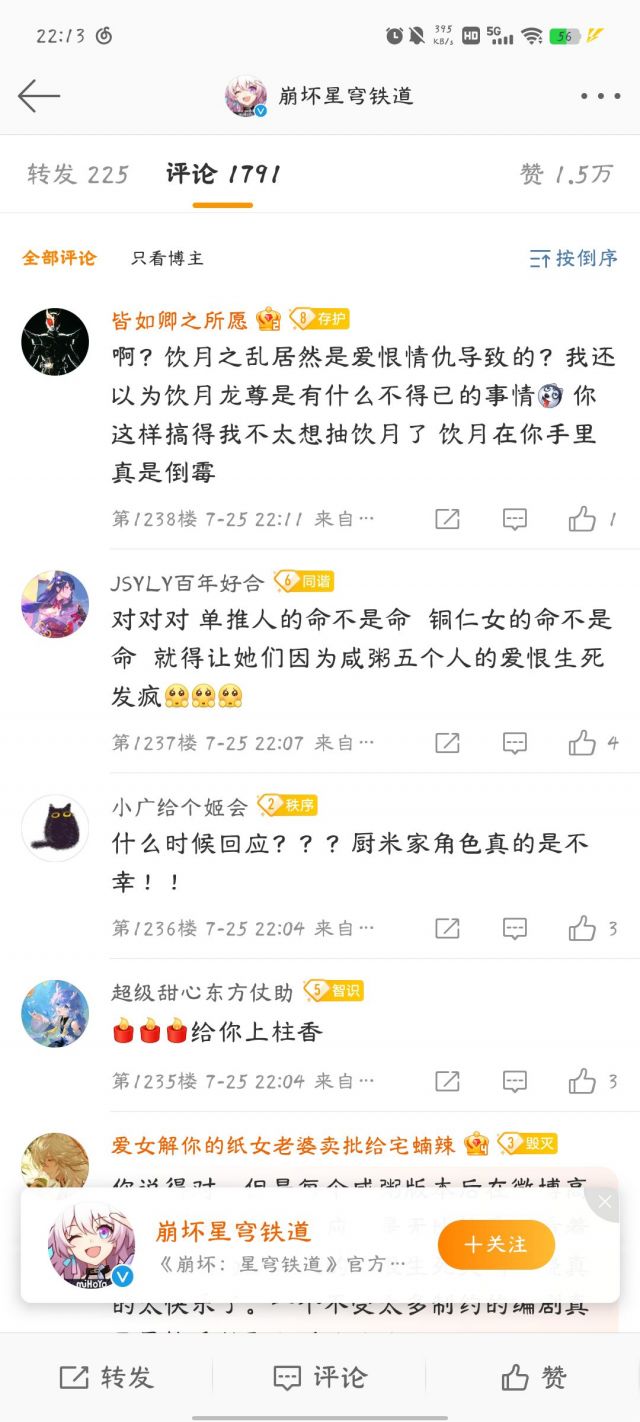 22:13
395
KB/s
HD
5G
56
崩坏星穹铁道
转发 225
评论 1791
赞 1.5万
全部评论
只看博主
按倒序
皆如卿之所愿
2
8 存护
啊？饮月之乱居然是爱恨情仇导致的？我还
以为饮月龙尊是有什么不得已的事情 你
这样搞得我不太想抽饮月了 饮月在你手里
真是倒霉
第1238楼 7-25 22:11 来自…
1
JSYLY百年好合
6 同谐
对对对 单推人的命不是命 铜仁女的命不是
命 就得让她们因为咸粥五个人的爱恨生死
发疯
第1237楼 7-25 22:07 来自…
4
小广给个姬会
2 秩序
什么时候回应？？？厨米家角色真的是不
幸！！
第1236楼 7-25 22:04 来自…
3
超级甜心东方仗助
5 智识
给你上柱香
第1235楼 7-25 22:04 来自…
3
爱女解你的纸女老婆卖批给宅蝻辣
4
3 毁灭
你说得对，但是每个咸粥版本后在微博高
崩坏星穹铁道
《崩坏：星穹铁道》官方…
＋关注
miHoYo
的太快乐了。一个不受太多制约的编剧真
转发
评论
赞